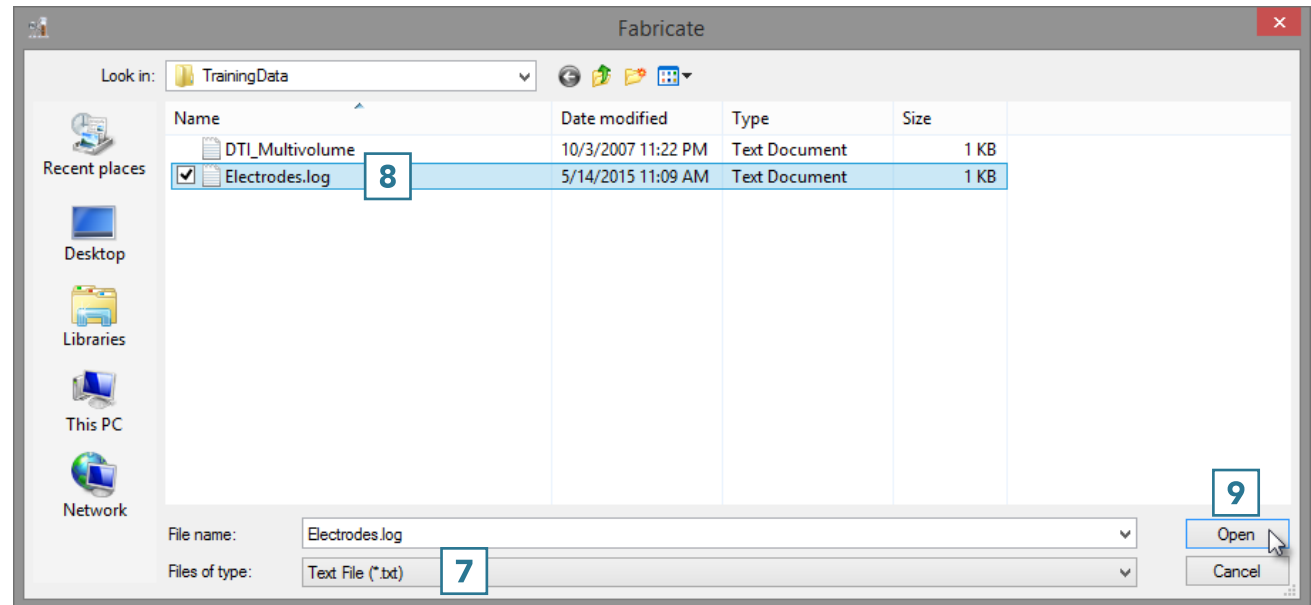 Fabricate
Look in: TrainingData
Name Date modified Type Size
DTI_Multivolume 10/3/2007 11:22 PM Text Document 1 KB
Electrodes.log 8 5/14/2015 11:09 AM Text Document 1 KB
Recent places
Desktop
Libraries
This PC
Network
9
File name: Electrodes.log Open
Files of type: Text File (*.txt) 7 Cancel